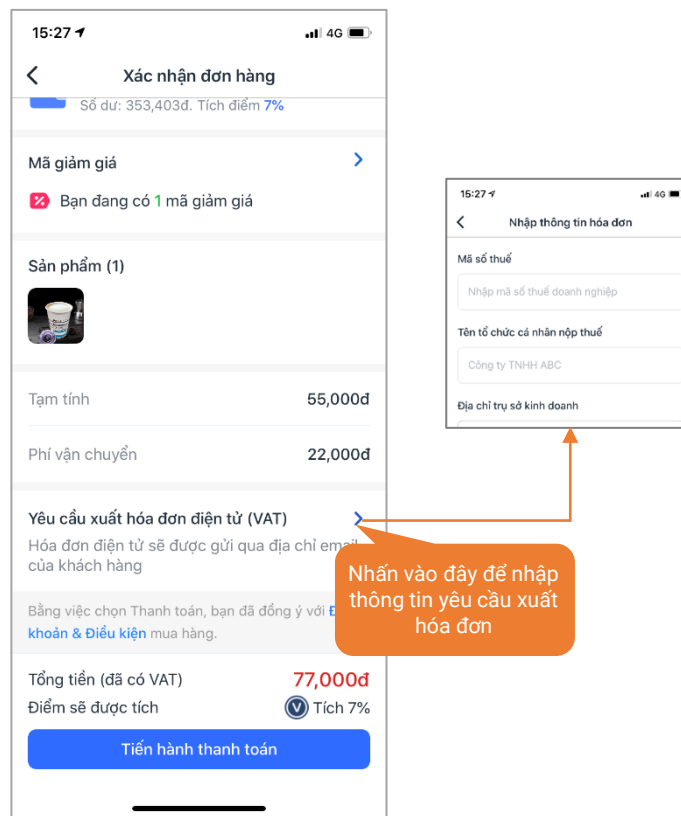 15:27
4G
Xác nhận đơn hàng
Số dư: 353,403đ. Tích điểm 7%
Mã giảm giá
Bạn đang có 1 mã giảm giá
Sản phẩm (1)
Tạm tính 55,000đ
Phí vận chuyển 22,000đ
Yêu cầu xuất hóa đơn điện tử (VAT)
Hóa đơn điện tử sẽ được gửi qua địa chỉ email
của khách hàng
Bằng việc chọn Thanh toán, bạn đã đồng ý với
khoản & Điều kiện mua hàng.
Tổng tiền (đã có VAT) 77,000đ
Điểm sẽ được tích V Tích 7%
Tiến hành thanh toán
15:27
4G
Nhập thông tin hóa đơn
Mã số thuế
Nhập mã số thuế doanh nghiệp
Tên tổ chức cá nhân nộp thuế
Công ty TNHH ABC
Địa chỉ trụ sở kinh doanh
Nhấn vào đây để nhập
thông tin yêu cầu xuất
hóa đơn